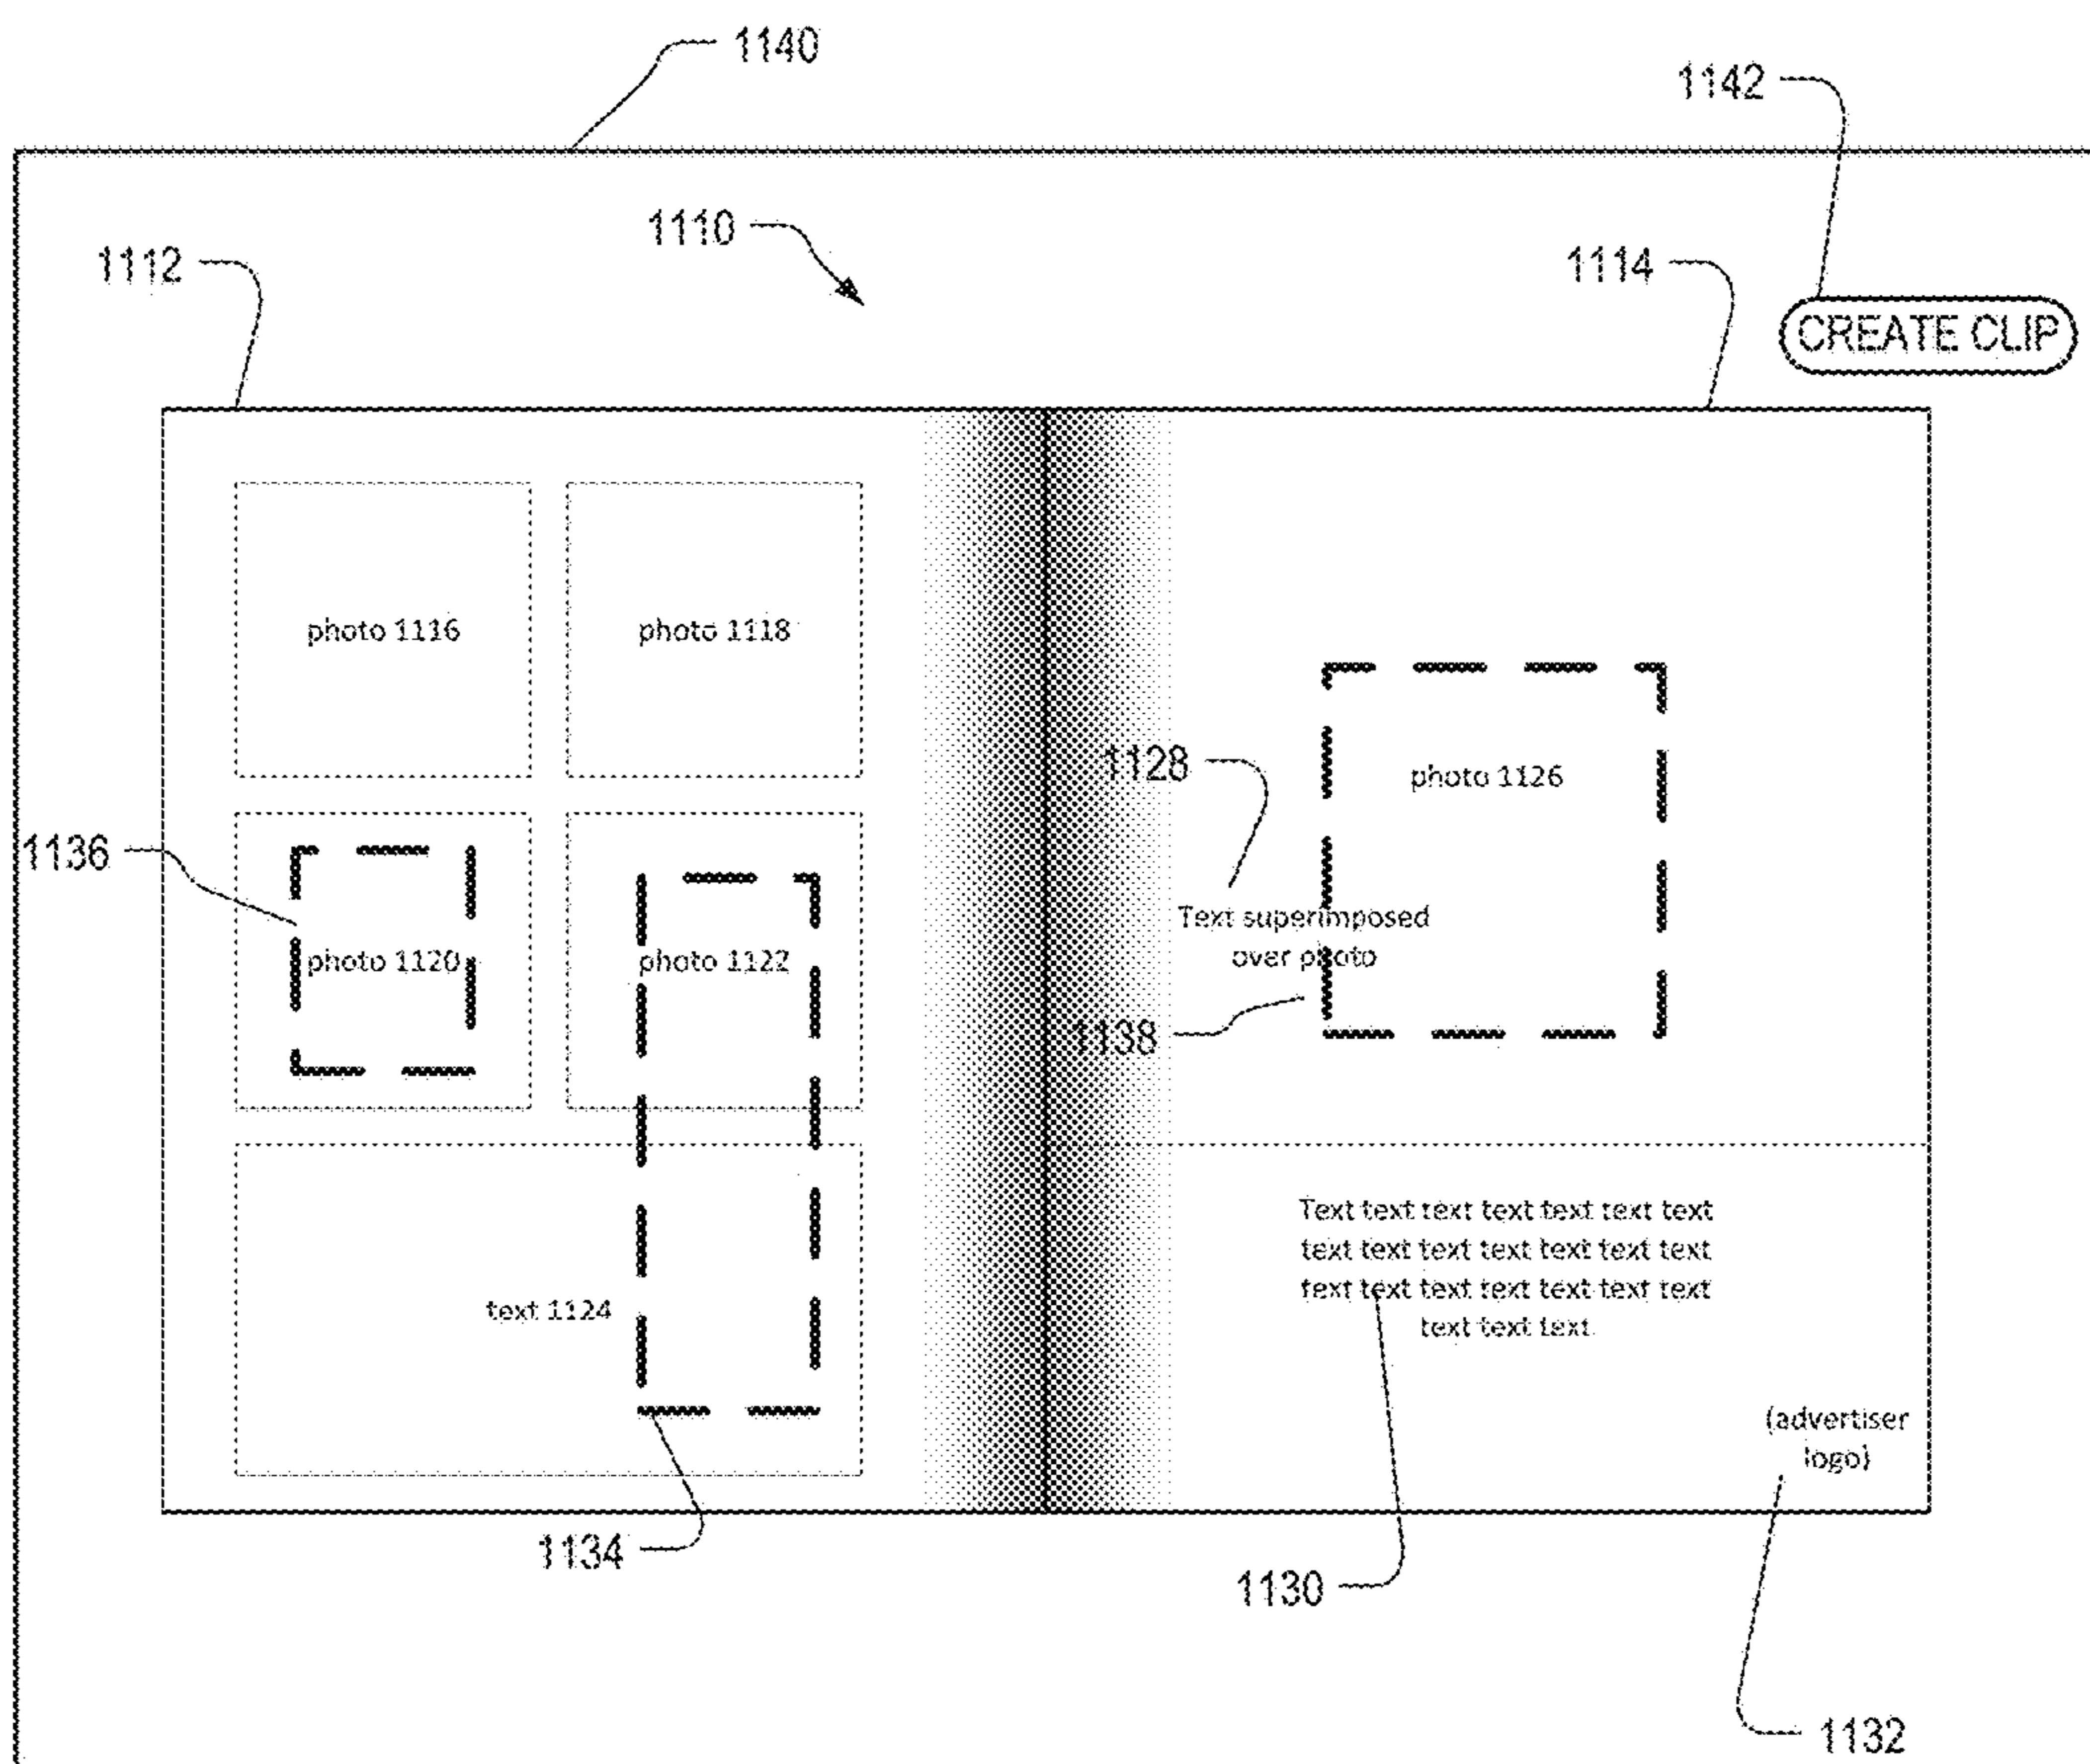 1140
1142
1110
1112
1114
CREATE CLIP
photo 1116
photo 1118
1128
photo 1126
1136
Text superimposed
over photo
photo 1120
photo 1122
1138
Text text text text text text text
text text text text text text text
text text text text text text text
text text text
text 1124
(advertiser
logo)
1134
1130
1132